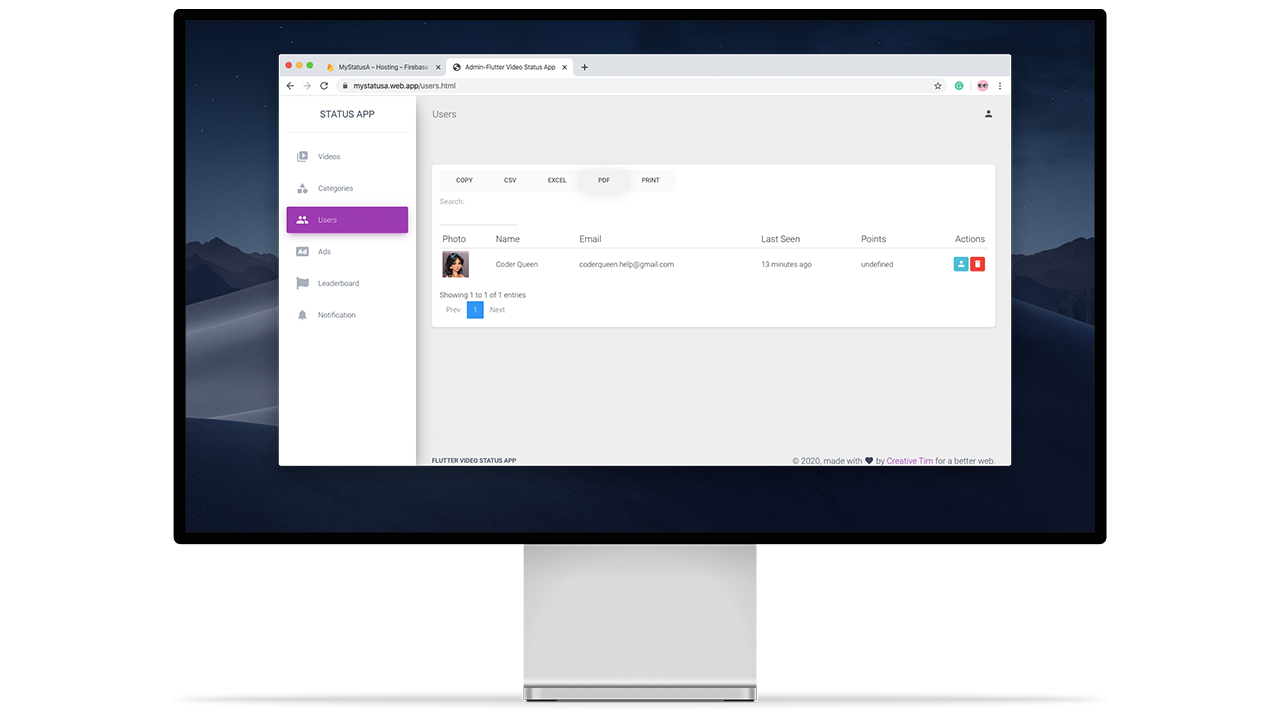 MyStatusA – Hosting – Firebase
Admin-Flutter Video Status App
mystatusa.web.app/users.html
STATUS APP
Users
Videos
Categories
Users
Ad Ads
Leaderboard
Notification
COPY CSV EXCEL PDF PRINT
Search:
Photo Name Email Last Seen Points Actions
Coder Queen coderqueen.help@gmail.com 13 minutes ago undefined
Showing 1 to 1 of 1 entries
Prev 1 Next
FLUTTER VIDEO STATUS APP
© 2020, made with by Creative Tim for a better web.